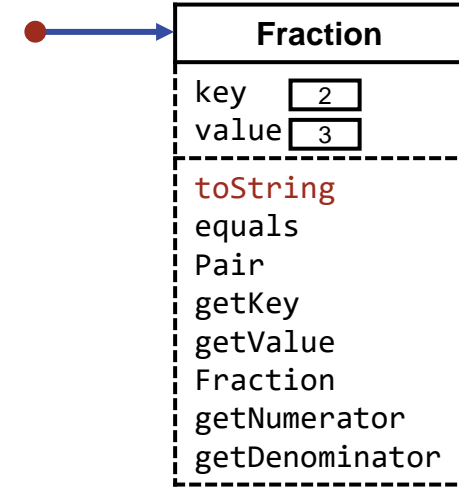 Fraction
key 2
value 3
toString
equals
Pair
getKey
getValue
Fraction
getNumerator
getDenominator